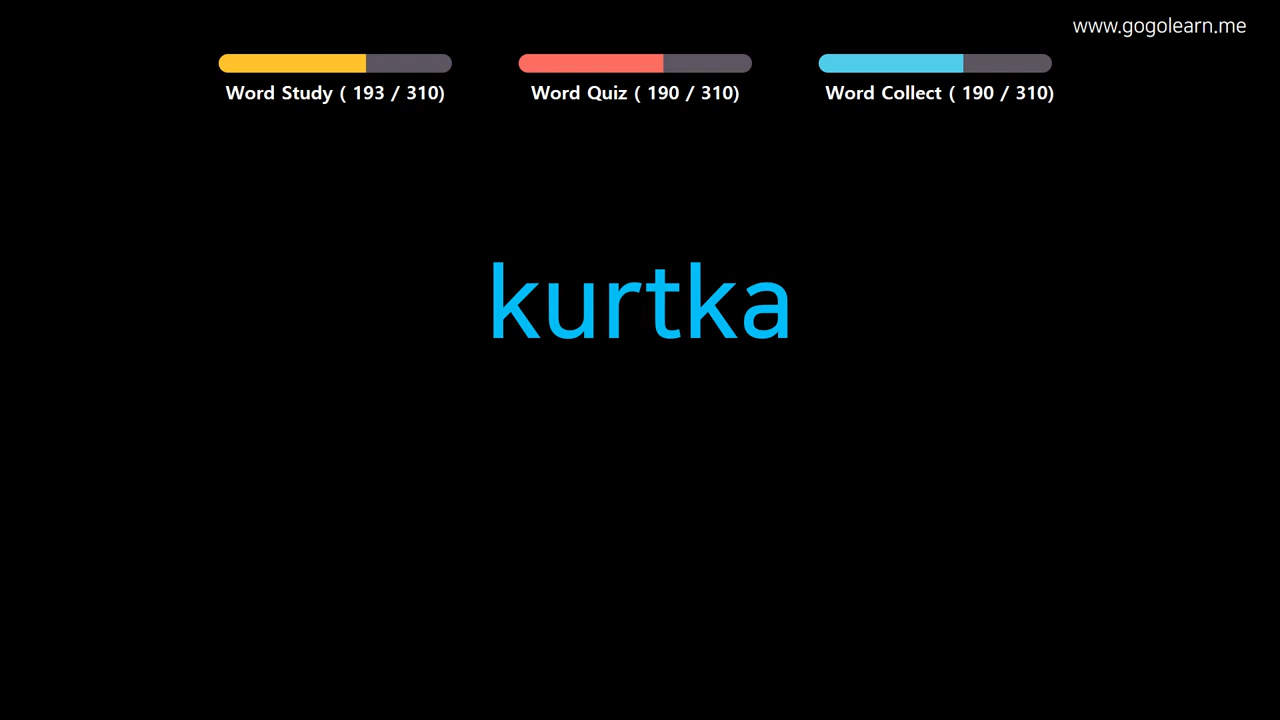 www.gogolearn.me
Word Study ( 193 / 310)
Word Quiz ( 190 / 310)
Word Collect ( 190 / 310)
kurtka